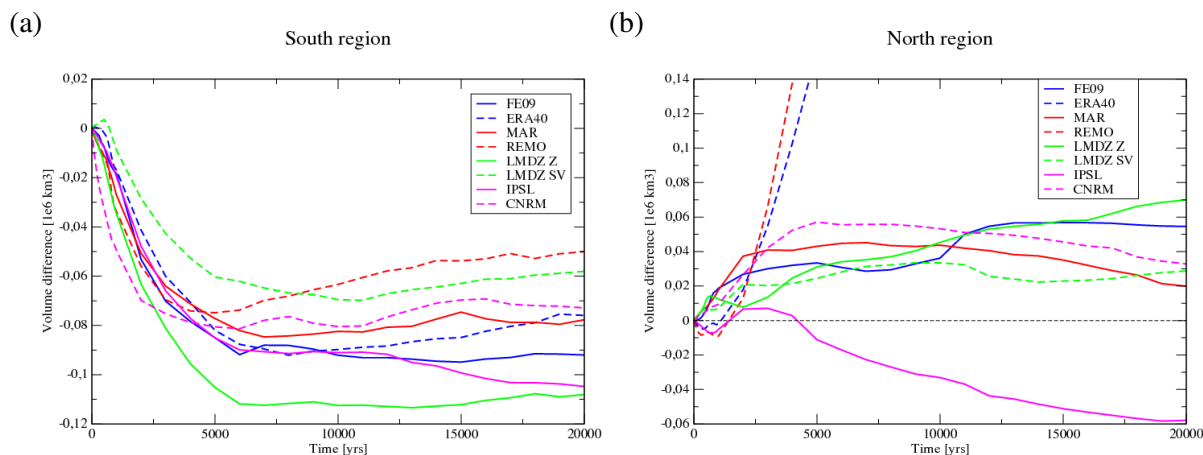 (a)
South region
Volume difference [1e6 km3]
0,02
0
-0,02
-0,04
-0,06
-0,08
-0,1
-0,12
0
5000
10000
15000
20000
Time [yrs]
FE09
ERA40
MAR
REMO
LMDZ Z
LMDZ SV
IPSL
CNRM
(b)
North region
Volume difference [1e6 km3]
0,14
0,12
0,1
0,08
0,06
0,04
0,02
0
-0,02
-0,04
-0,06
0
5000
10000
15000
20000
Time [yrs]
FE09
ERA40
MAR
REMO
LMDZ Z
LMDZ SV
IPSL
CNRM